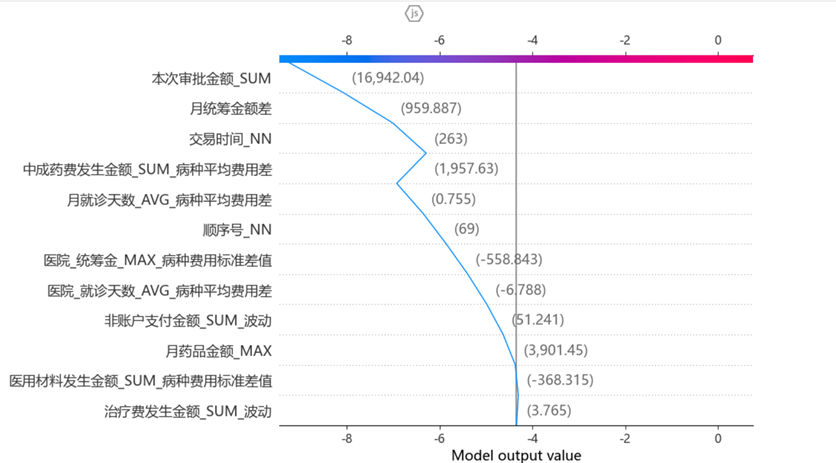 js
-8 -6 -4 -2 0
本次审批金额_SUM (16,942.04)
月统筹金额差 (959.887)
交易时间_NN (263)
中成药费发生金额_SUM_病种平均费用差 (1,957.63)
月就诊天数_AVG_病种平均费用差 (0.755)
顺序号_NN (69)
医院_统筹金_MAX_病种费用标准差值 (-558.843)
医院_就诊天数_AVG_病种平均费用差 (-6.788)
非账户支付金额_SUM_波动 (51.241)
月药品金额_MAX (3,901.45)
医用材料发生金额_SUM_病种费用标准差值 (-368.315)
治疗费发生金额_SUM_波动 (3.765)
-8 -6 -4 -2 0
Model output value